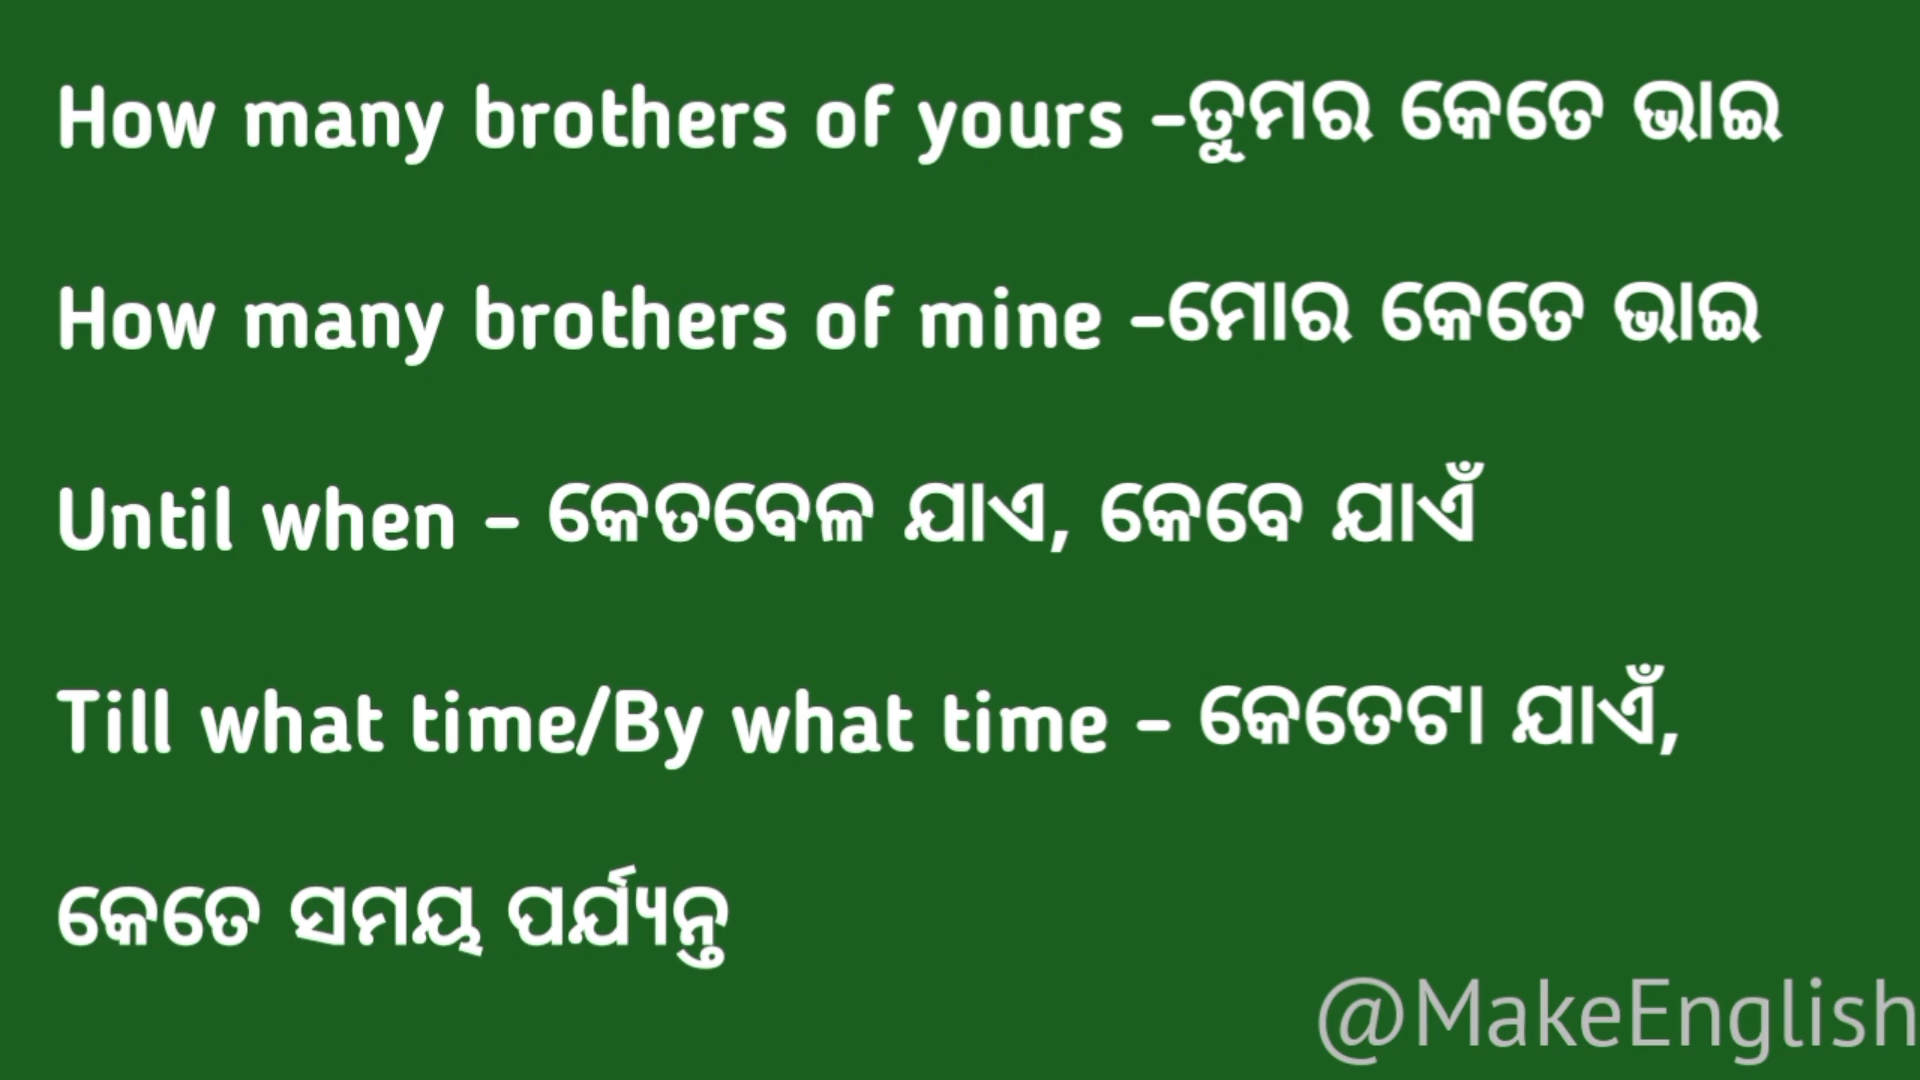 How many brothers of yours -ତୁମର କେତେ ଭାଇ
How many brothers of mine -ମୋର କେତେ ଭାଇ
Until when - କେତବେଳ ଯାଏ, କେବେ ଯାଏଁ
Till what time/By what time - କେତେଟା ଯାଏଁ,
କେତେ ସମୟ ପର୍ଯ୍ୟନ୍ତ
@MakeEnglish